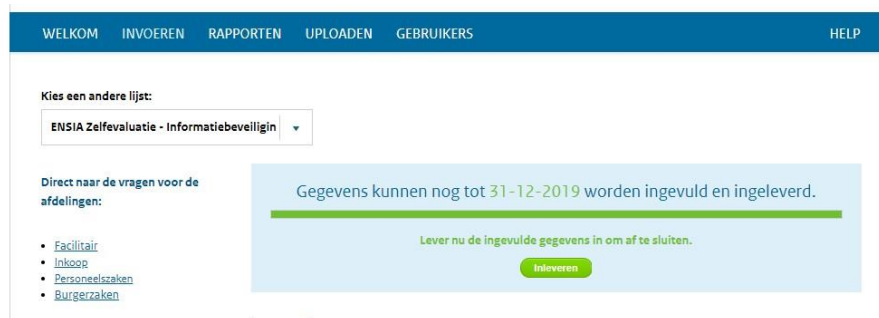 WELKOM INVOEREN RAPPORTEN UPLOADEN GEBRUIKERS HELP
Kies een andere lijst:
ENSIA Zelfevaluatie - Informatiebeveiligin
Direct naar de vragen voor de
afdelingen:
• Facilitair
• Inkoop
• Personeelszaken
• Burgerzaken
Gegevens kunnen nog tot 31-12-2019 worden ingevuld en ingeleverd.
Lever nu de ingevulde gegevens in om af te sluiten.
Inleveren